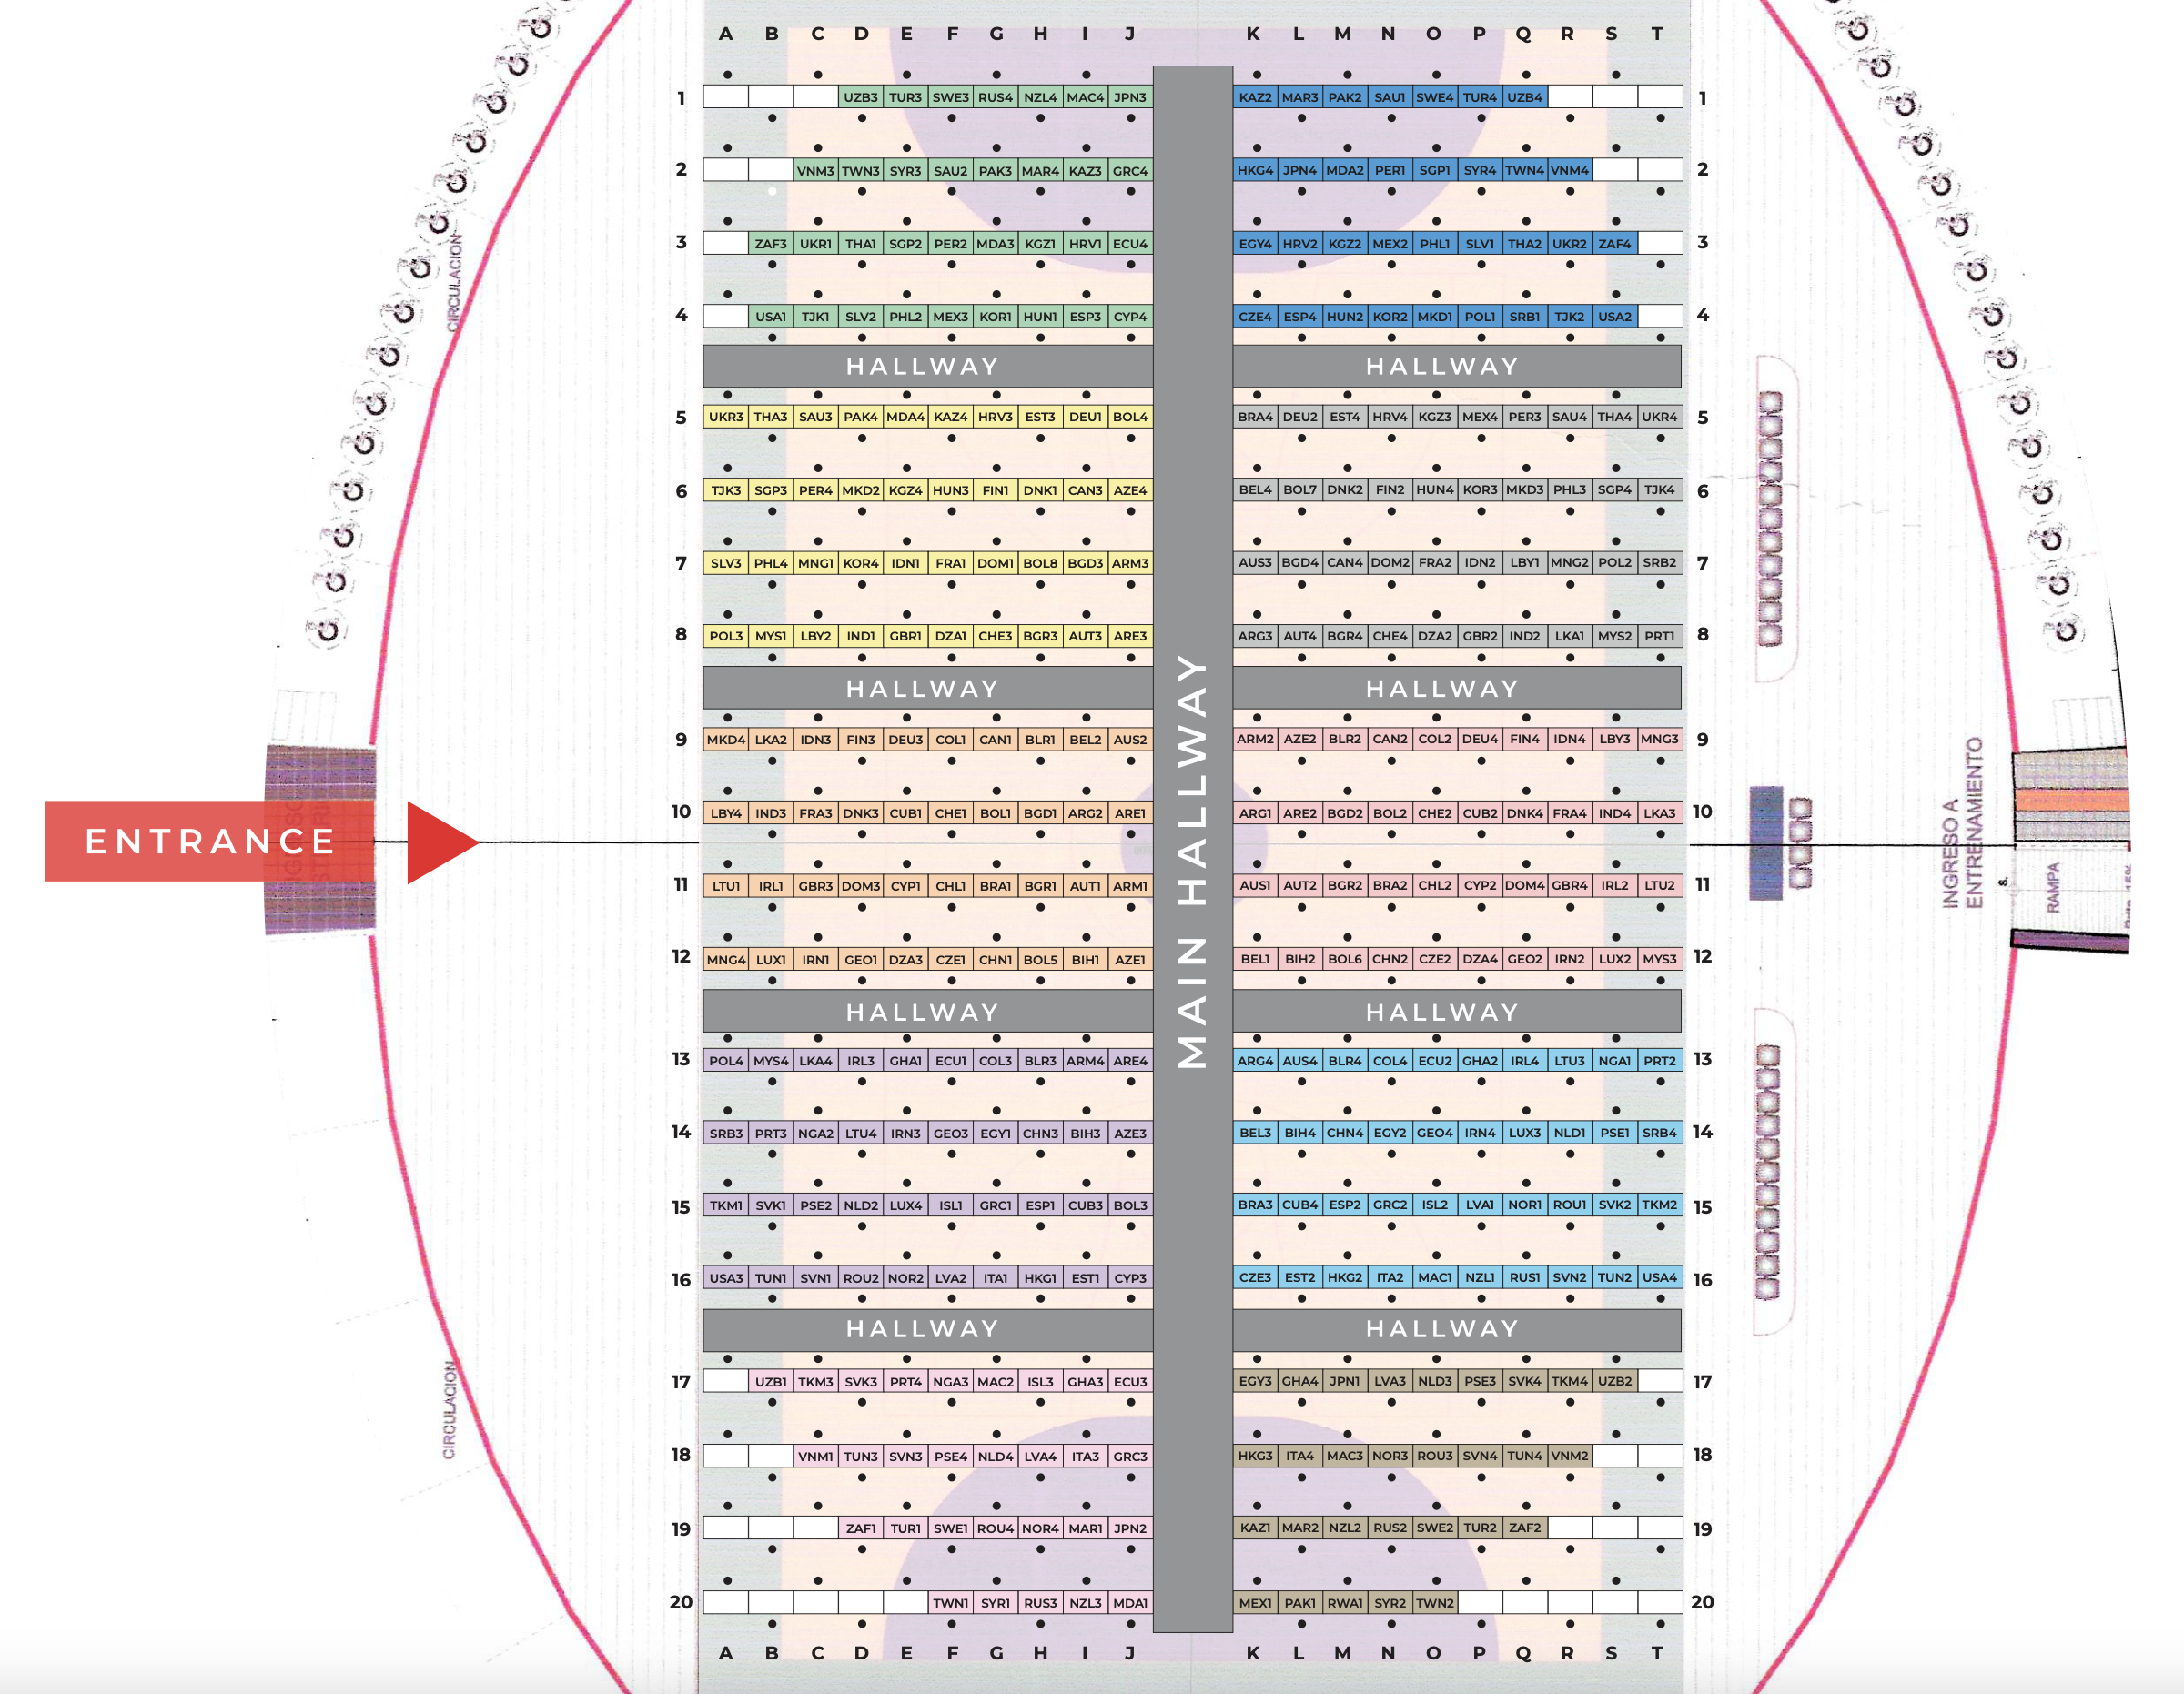 A B C D E F G H I J K L M N O P Q R S T
1 UZB3 TUR3 SWE3 RUS4 NZL4 MAC4 JPN3 KAZ2 MAR3 PAK2 SAU1 SWE4 TUR4 UZB4 1
2 VNM3 TWN3 SYR3 SAU2 PAK3 MAR4 KAZ3 GRC4 HKG4 JPN4 MDA2 PER1 SGP1 SYR4 TWN4 VNM4 2
3 ZAF3 UKR1 THA1 SGP2 PER2 MDA3 KGZ1 HRV1 ECU4 EGY4 HRV2 KGZ2 MEX2 PHL1 SLV1 THA2 UKR2 ZAF4 3
CIRCULACION
4 USA1 TJK1 SLV2 PHL2 MEX3 KOR1 HUN1 ESP3 CYP4 CZE4 ESP4 HUN2 KOR2 MKD1 POL1 SRB1 TJK2 USA2 4
HALLWAY HALLWAY
5 UKR3 THA3 SAU3 PAK4 MDA4 KAZ4 HRV3 EST3 DEU1 BOL4 BRA4 DEU2 EST4 HRV4 KGZ3 MEX4 PER3 SAU4 THA4 UKR4 5
6 TJK3 SGP3 PER4 MKD2 KGZ4 HUN3 FIN1 DNK1 CAN3 AZE4 BEL4 BOL7 DNK2 FIN2 HUN4 KOR3 MKD3 PHL3 SGP4 TJK4 6
7 SLV3 PHL4 MNG1 KOR4 IDN1 FRA1 DOM1 BOL8 BGD3 ARM3 AUS3 BGD4 CAN4 DOM2 FRA2 IDN2 LBY1 MNG2 POL2 SRB2 7
8 POL3 MYS1 LBY2 IND1 GBR1 DZA1 CHE3 BGR3 AUT3 ARE3 ARG3 AUT4 BGR4 CHE4 DZA2 GBR2 IND2 LKA1 MYS2 PRT1 8
HALLWAY HALLWAY
MAIN HALLWAY
9 MKD4 LKA2 IDN3 FIN3 DEU3 COL1 CAN1 BLR1 BEL2 AUS2 ARM2 AZE2 BLR2 CAN2 COL2 DEU4 FIN4 IDN4 LBY3 MNG3 9
10 LBY4 IND3 FRA3 DNK3 CUB1 CHE1 BOL1 BGD1 ARG2 ARE1 ARG1 ARE2 BGD2 BOL2 CHE2 CUB2 DNK4 FRA4 IND4 LKA3 10
ENTRANCE
INGRESO A
ENTRENAMIENTO
RAMPA
11 LTU1 IRL1 GBR3 DOM3 CYP1 CHL1 BRA1 BGR1 AUT1 ARM1 AUS1 AUT2 BGR2 BRA2 CHL2 CYP2 DOM4 GBR4 IRL2 LTU2 11
12 MNG4 LUX1 IRN1 GEO1 DZA3 CZE1 CHN1 BOL5 BIH1 AZE1 BEL1 BIH2 BOL6 CHN2 CZE2 DZA4 GEO2 IRN2 LUX2 MYS3 12
HALLWAY HALLWAY
13 POL4 MYS4 LKA4 IRL3 GHA1 ECU1 COL3 BLR3 ARM4 ARE4 ARG4 AUS4 BLR4 COL4 ECU2 GHA2 IRL4 LTU3 NGA1 PRT2 13
14 SRB3 PRT3 NGA2 LTU4 IRN3 GEO3 EGY1 CHN3 BIH3 AZE3 BEL3 BIH4 CHN4 EGY2 GEO4 IRN4 LUX3 NLD1 PSE1 SRB4 14
15 TKM1 SVK1 PSE2 NLD2 LUX4 ISL1 GRC1 ESP1 CUB3 BOL3 BRA3 CUB4 ESP2 GRC2 ISL2 LVA1 NOR1 ROU1 SVK2 TKM2 15
16 USA3 TUN1 SVN1 ROU2 NOR2 LVA2 ITA1 HKG1 EST1 CYP3 CZE3 EST2 HKG2 ITA2 MAC1 NZL1 RUS1 SVN2 TUN2 USA4 16
HALLWAY HALLWAY
17 UZB1 TKM3 SVK3 PRT4 NGA3 MAC2 ISL3 GHA3 ECU3 EGY3 GHA4 JPN1 LVA3 NLD3 PSE3 SVK4 TKM4 UZB2 17
CIRCULACION
18 VNM1 TUN3 SVN3 PSE4 NLD4 LVA4 ITA3 GRC3 HKG3 ITA4 MAC3 NOR3 ROU3 SVN4 TUN4 VNM2 18
19 ZAF1 TUR1 SWE1 ROU4 NOR4 MAR1 JPN2 KAZ1 MAR2 NZL2 RUS2 SWE2 TUR2 ZAF2 19
20 TWN1 SYR1 RUS3 NZL3 MDA1 MEX1 PAK1 RWA1 SYR2 TWN2 20
A B C D E F G H I J K L M N O P Q R S T